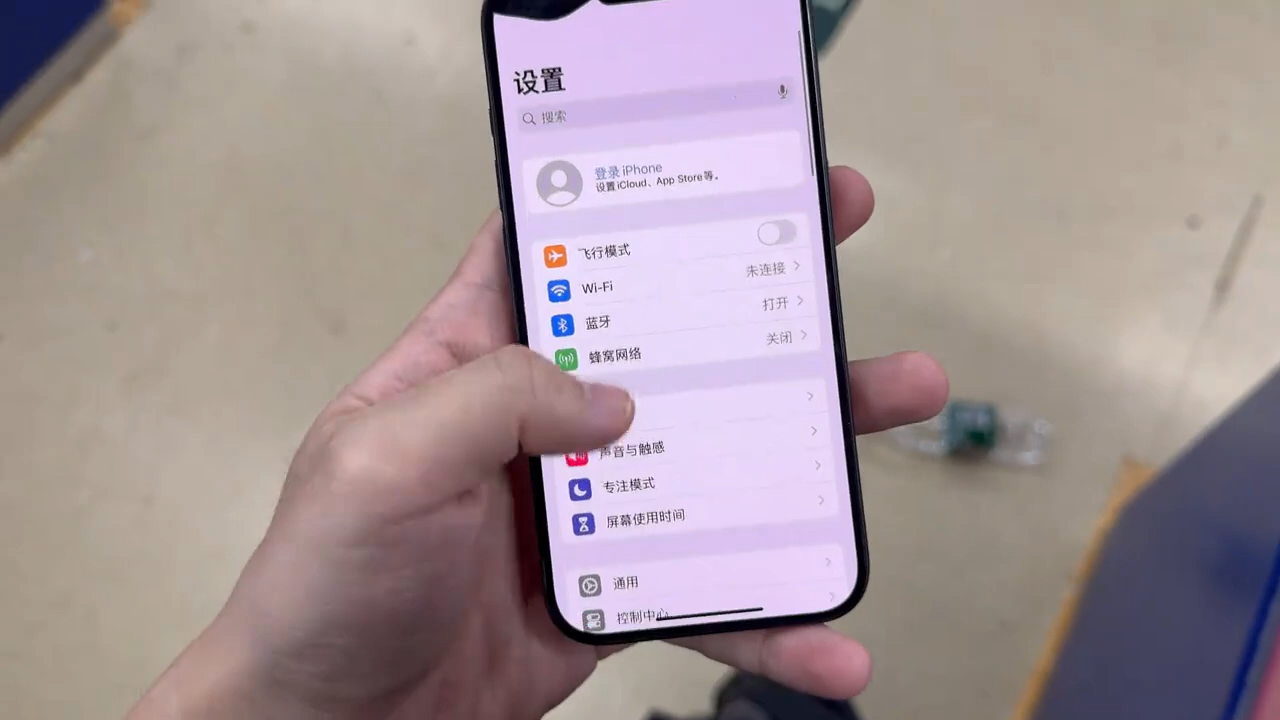 设置
搜索
登录 iPhone
设置 iCloud、App Store 等。
飞行模式
Wi-Fi
未连接
蓝牙
打开
蜂窝网络
关闭
声音与触感
专注模式
屏幕使用时间
通用
控制中心